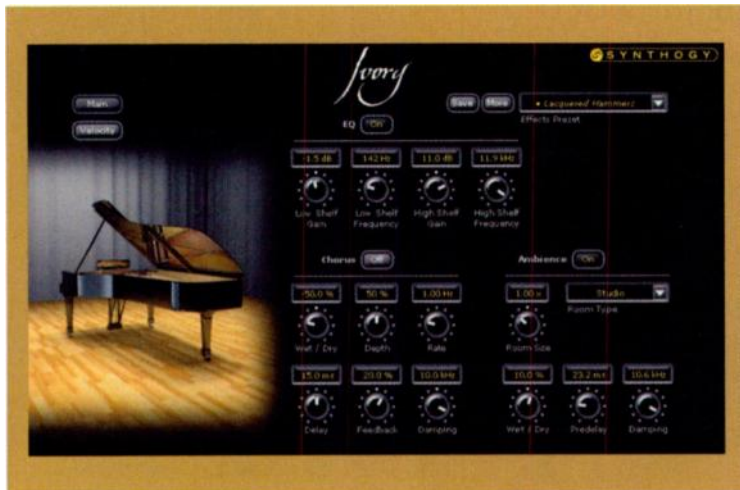 Ivory
SYNTHOGY
Main
Velocity
Save More • Lacquered Hammers
Effects Preset
EQ On
-1.5 dB 142 Hz 11.0 dB 11.9 kHz
Low Shelf Gain Low Shelf Frequency High Shelf Gain High Shelf Frequency
Chorus Off
Ambience On
-50.0 % 50 % 1.00 Hz
Wet / Dry Depth Rate
1.00 x Studio
Room Size Room Type
15.0 ms 20.0 % 10.0 kHz
Delay Feedback Damping
10.0 % 23.2 ms 10.6 kHz
Wet / Dry Predelay Damping